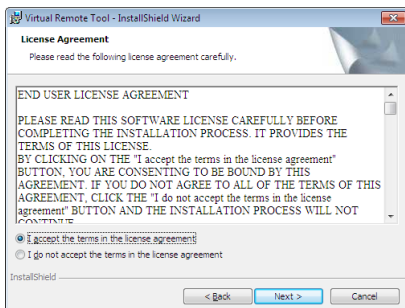 Virtual Remote Tool - InstallShield Wizard
License Agreement
Please read the following license agreement carefully.
END USER LICENSE AGREEMENT
PLEASE READ THIS SOFTWARE LICENSE CAREFULLY BEFORE
COMPLETING THE INSTALLATION PROCESS. IT PROVIDES THE
TERMS OF THIS LICENSE.
BY CLICKING ON THE "I accept the terms in the license agreement"
BUTTON, YOU ARE CONSENTING TO BE BOUND BY THIS
AGREEMENT. IF YOU DO NOT AGREE TO ALL OF THE TERMS OF THIS
AGREEMENT, CLICK THE "I do not accept the terms in the license
agreement" BUTTON AND THE INSTALLATION PROCESS WILL NOT
CONTINUE
I accept the terms in the license agreement
I do not accept the terms in the license agreement
InstallShield
< Back Next > Cancel